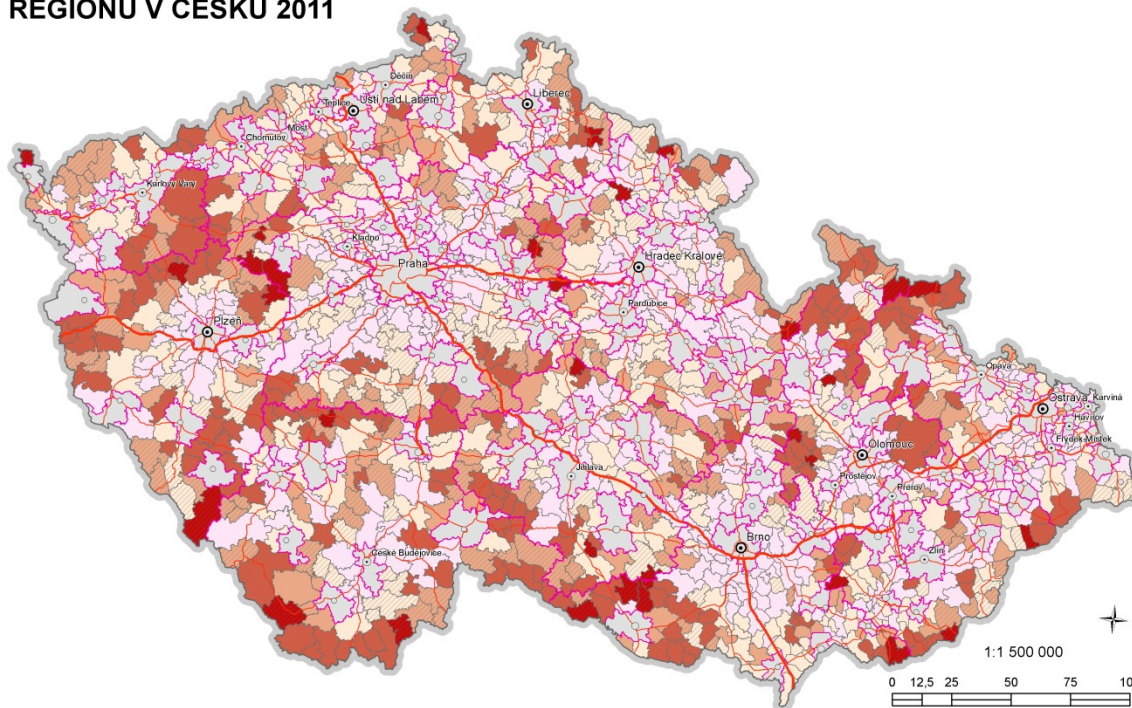 REGIONŮ V ČESKU 2011
Děčín
Liberec
Teplice
Ústí nad Labem
Most
Chomutov
Karlovy Vary
Kladno
Praha
Hradec Králové
Pardubice
Plzeň
Opava
Ostrava
Karviná
Havířov
Frýdek-Místek
Olomouc
Prostějov
Přerov
Jihlava
Brno
Zlín
České Budějovice
1:1 500 000
0 12,5 25 50 75 10